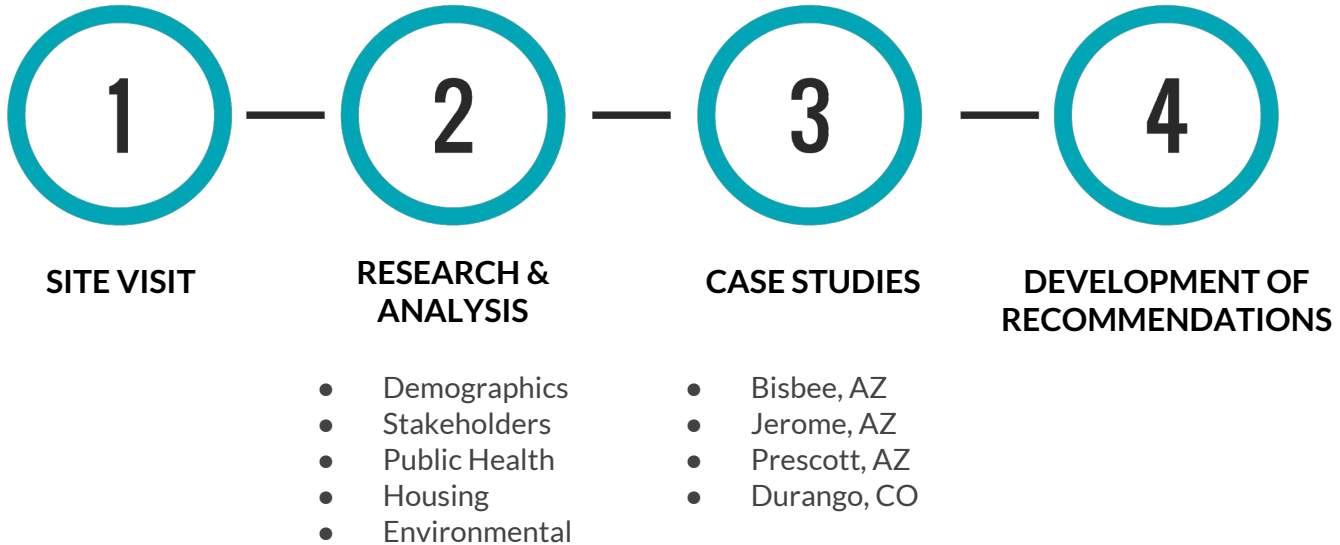 1
2
3
4
SITE VISIT
RESEARCH &
ANALYSIS
CASE STUDIES
DEVELOPMENT OF
RECOMMENDATIONS
● Demographics
● Stakeholders
● Public Health
● Housing
● Environmental
● Bisbee, AZ
● Jerome, AZ
● Prescott, AZ
● Durango, CO